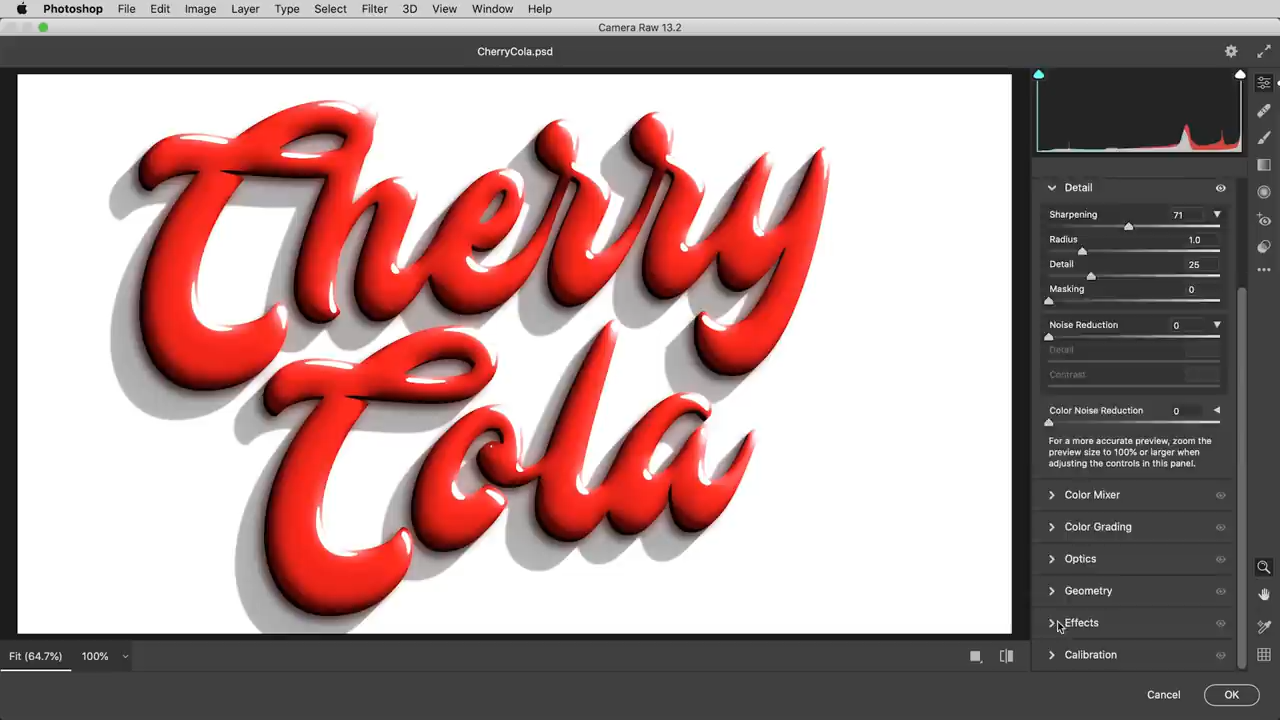 Photoshop File Edit Image Layer Type Select Filter 3D View Window Help
Camera Raw 13.2
CherryCola.psd
Cherry
Cola
Detail
Sharpening 71
Radius 1.0
Detail 25
Masking 0
Noise Reduction 0
Detail
Contrast
Color Noise Reduction 0
For a more accurate preview, zoom the
preview size to 100% or larger when
adjusting the controls in this panel.
Color Mixer
Color Grading
Optics
Geometry
Effects
Calibration
Fit (64.7%) 100%
Cancel OK